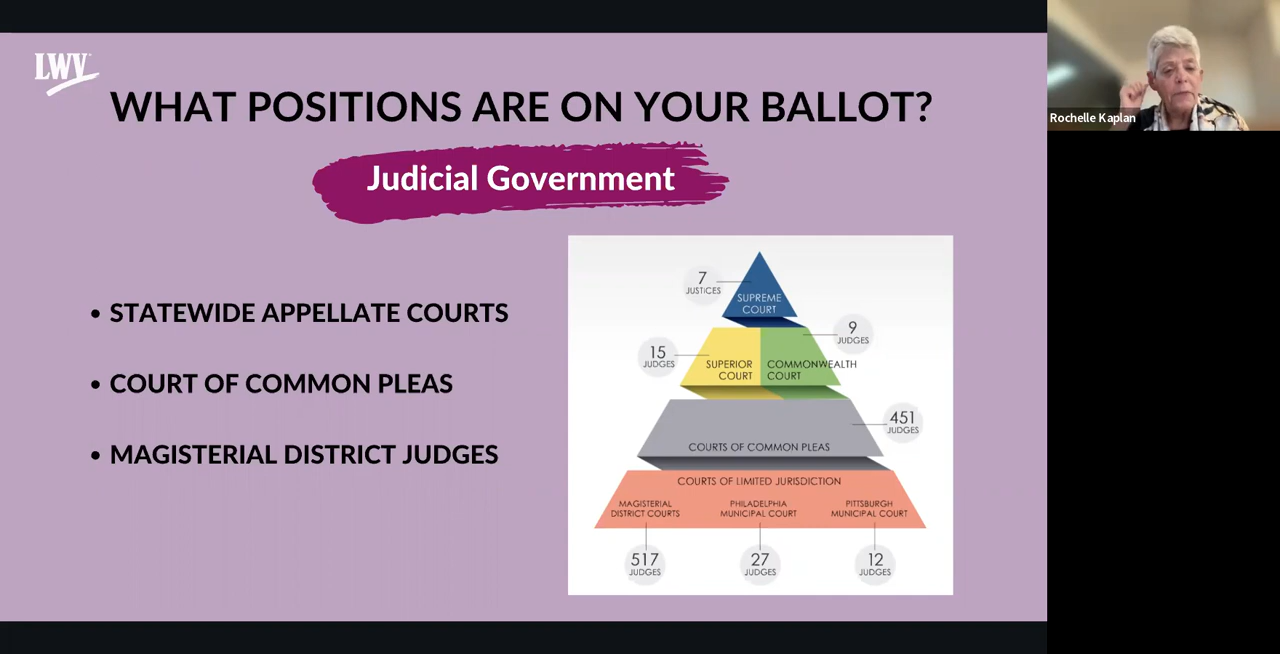 LWV
WHAT POSITIONS ARE ON YOUR BALLOT?
Judicial Government
• STATEWIDE APPELLATE COURTS
• COURT OF COMMON PLEAS
• MAGISTERIAL DISTRICT JUDGES
7
JUSTICES
SUPREME
COURT
9
JUDGES
15
JUDGES
SUPERIOR
COURT
COMMONWEALTH
COURT
451
JUDGES
COURTS OF COMMON PLEAS
COURTS OF LIMITED JURISDICTION
MAGISTERIAL
DISTRICT COURTS
PHILADELPHIA
MUNICIPAL COURT
PITTSBURGH
MUNICIPAL COURT
517
JUDGES
27
JUDGES
12
JUDGES
Rochelle Kaplan